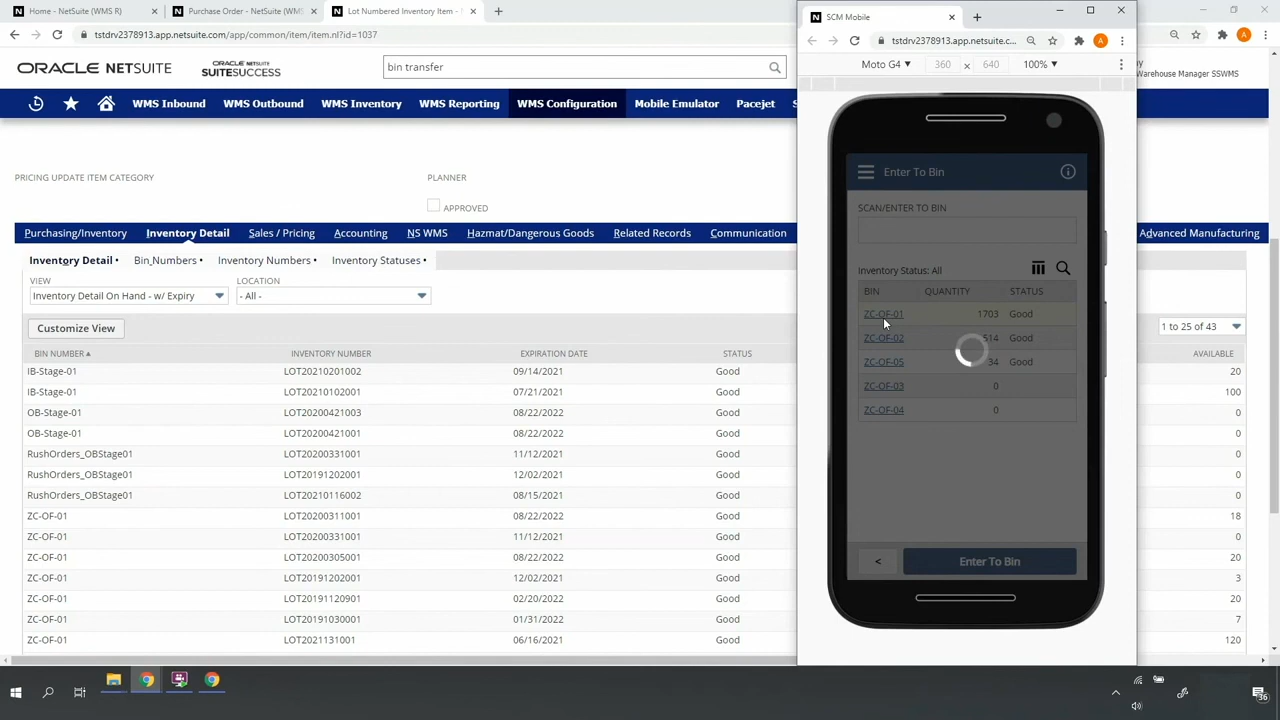 Home - NetSuite (WMS R)
Purchase Order - NetSuite (WMS
Lot Numbered Inventory Item -
tstdrv2378913.app.netsuite.com/app/common/item/item.nl?id=1037
A
ORACLE NETSUITE
SUITESUCCESS
bin transfer
Warehouse Manager SSWMS
WMS Inbound
WMS Outbound
WMS Inventory
WMS Reporting
WMS Configuration
Mobile Emulator
Pacejet
PRICING UPDATE ITEM CATEGORY
PLANNER
APPROVED
Purchasing/Inventory
Inventory Detail
Sales / Pricing
Accounting
NS WMS
Hazmat/Dangerous Goods
Related Records
Communication
Advanced Manufacturing
Inventory Detail •
Bin Numbers •
Inventory Numbers •
Inventory Statuses •
VIEW
LOCATION
Inventory Detail On Hand - w/ Expiry
- All -
Customize View
1 to 25 of 43
BIN NUMBER INVENTORY NUMBER EXPIRATION DATE STATUS AVAILABLE
IB-Stage-01 LOT20210201002 09/14/2021 Good 20
IB-Stage-01 LOT20210102001 07/21/2021 Good 100
OB-Stage-01 LOT20200421003 08/22/2022 Good 0
OB-Stage-01 LOT20200421001 08/22/2022 Good 0
RushOrders_OBStage01 LOT20200331001 11/12/2021 Good 0
RushOrders_OBStage01 LOT20191202001 12/02/2021 Good 0
RushOrders_OBStage01 LOT20210116002 08/15/2021 Good 0
ZC-OF-01 LOT20200311001 08/22/2022 Good 18
ZC-OF-01 LOT20200331001 11/12/2021 Good 0
ZC-OF-01 LOT20200305001 08/22/2022 Good 20
ZC-OF-01 LOT20191202001 12/02/2021 Good 3
ZC-OF-01 LOT20191120901 02/20/2022 Good 20
ZC-OF-01 LOT20191030001 01/31/2022 Good 7
ZC-OF-01 LOT2021131001 06/16/2021 Good 120
SCM Mobile
tstdrv2378913.app.netsuite.c...
A
Moto G4
360 × 640
100%
Enter To Bin
SCAN/ENTER TO BIN
Inventory Status: All
BIN QUANTITY STATUS
ZC-OF-01 1703 Good
ZC-OF-02 514 Good
ZC-OF-05 34 Good
ZC-OF-03 0
ZC-OF-04 0
<
Enter To Bin
36